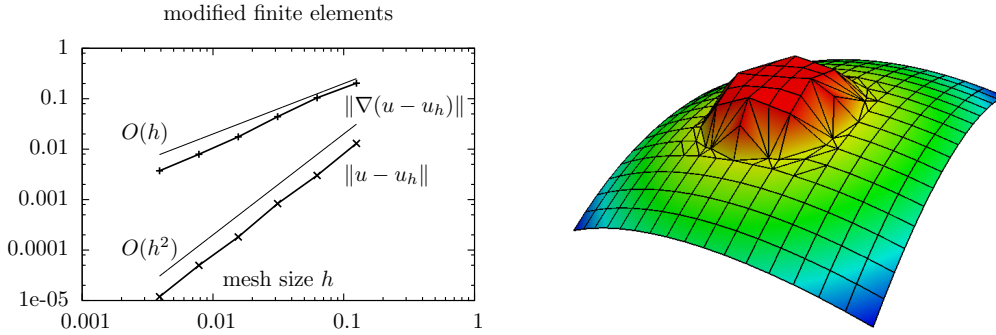 modified finite elements
1
0.1
0.01
0.001
0.0001
1e-05
O(h)
‖∇(u − u_h)‖
‖u − u_h‖
O(h²)
mesh size h
0.001 0.01 0.1 1